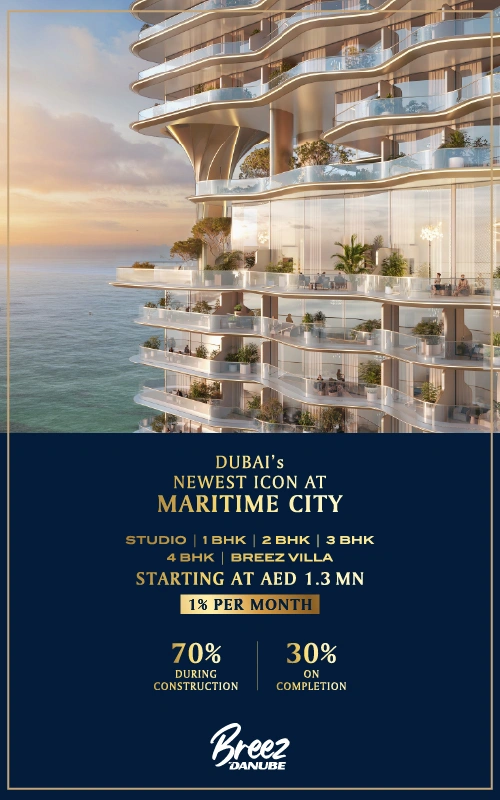 DUBAI's
NEWEST ICON AT
MARITIME CITY
STUDIO | 1 BHK | 2 BHK | 3 BHK
4 BHK | BREEZ VILLA
STARTING AT AED 1.3 MN
1% PER MONTH
70%
DURING
CONSTRUCTION
30%
ON
COMPLETION
Breez
BY DANUBE